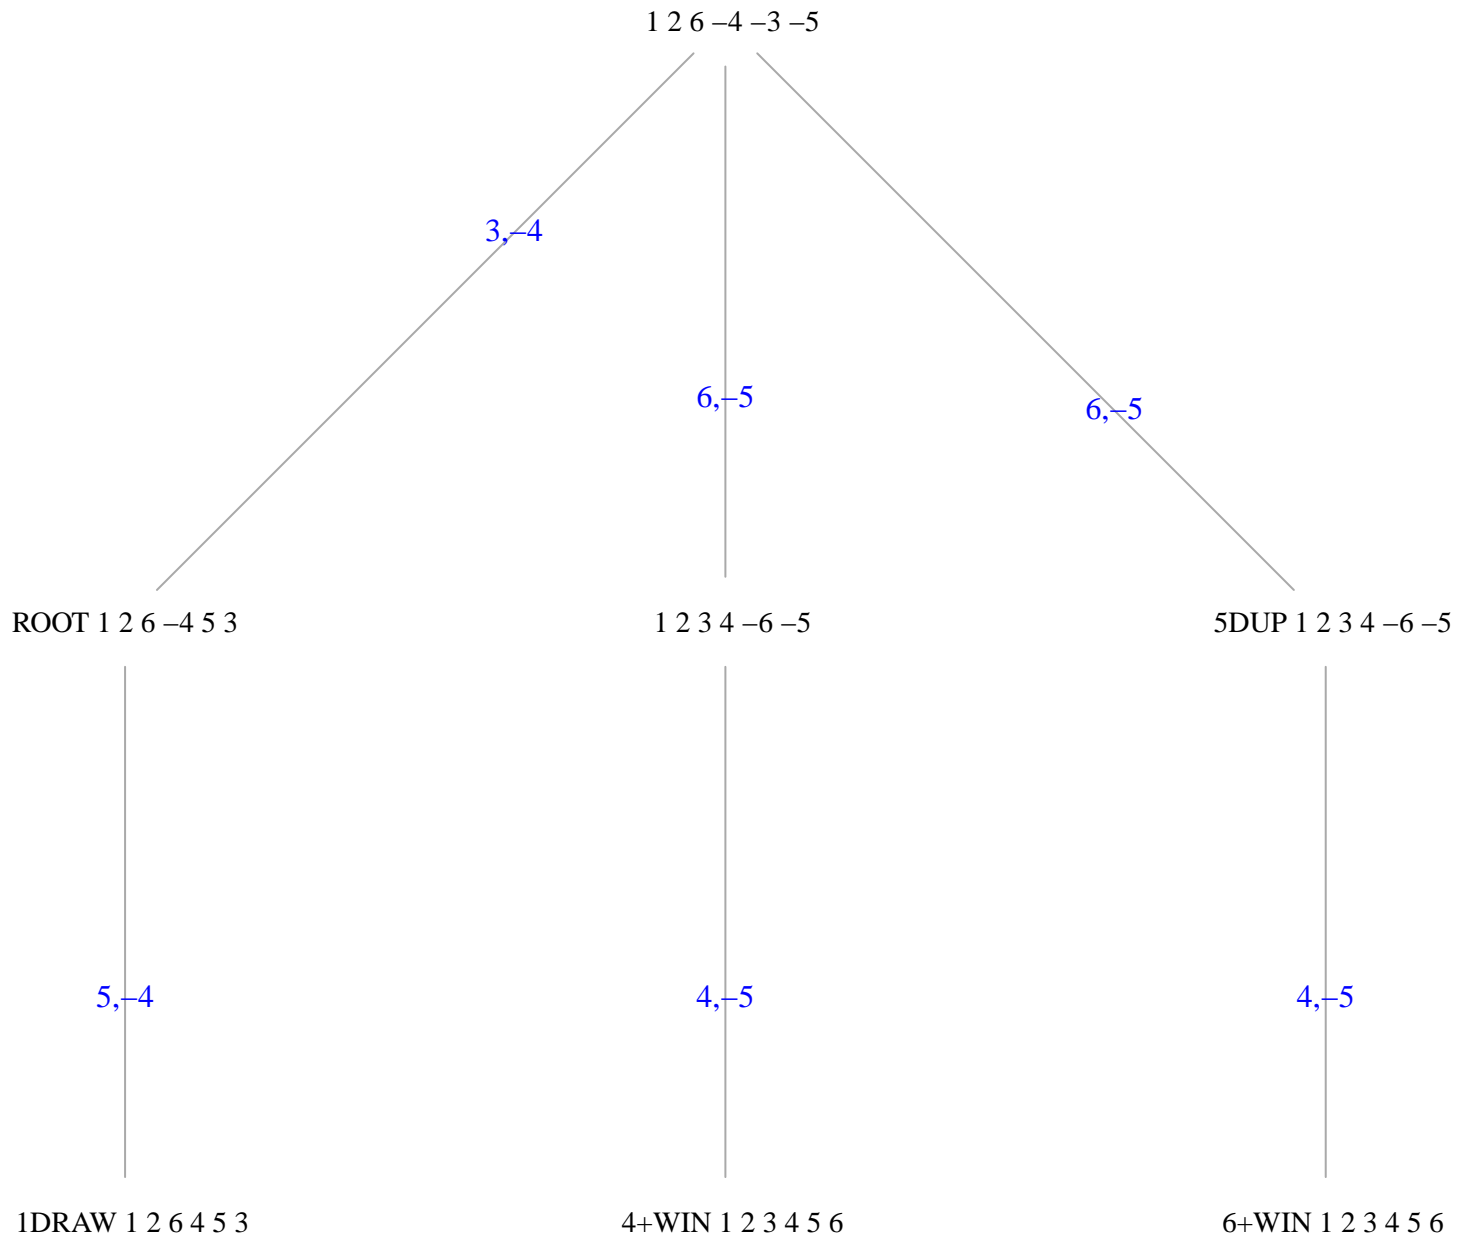 1 2 6 –4 –3 –5
3,–4
6,–5
6,–5
ROOT 1 2 6 –4 5 3
1 2 3 4 –6 –5
5DUP 1 2 3 4 –6 –5
5,–4
4,–5
4,–5
1DRAW 1 2 6 4 5 3
4+WIN 1 2 3 4 5 6
6+WIN 1 2 3 4 5 6